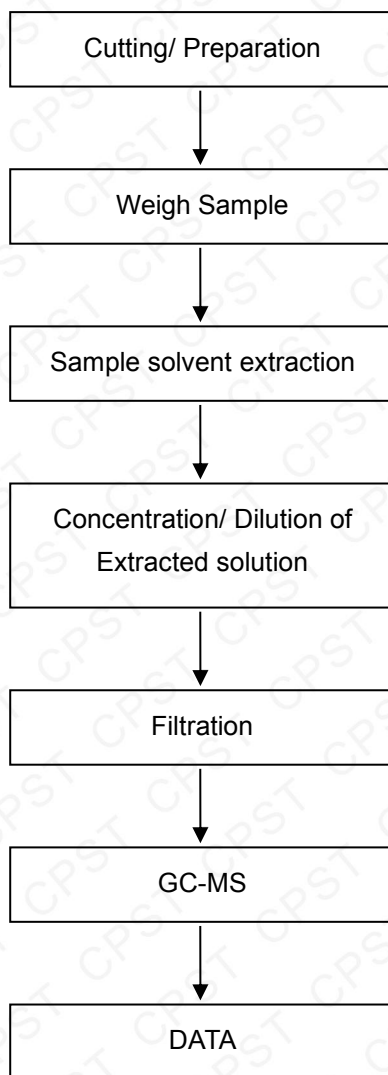 Cutting/ Preparation
Weigh Sample
Sample solvent extraction
Concentration/ Dilution of
Extracted solution
Filtration
GC-MS
DATA